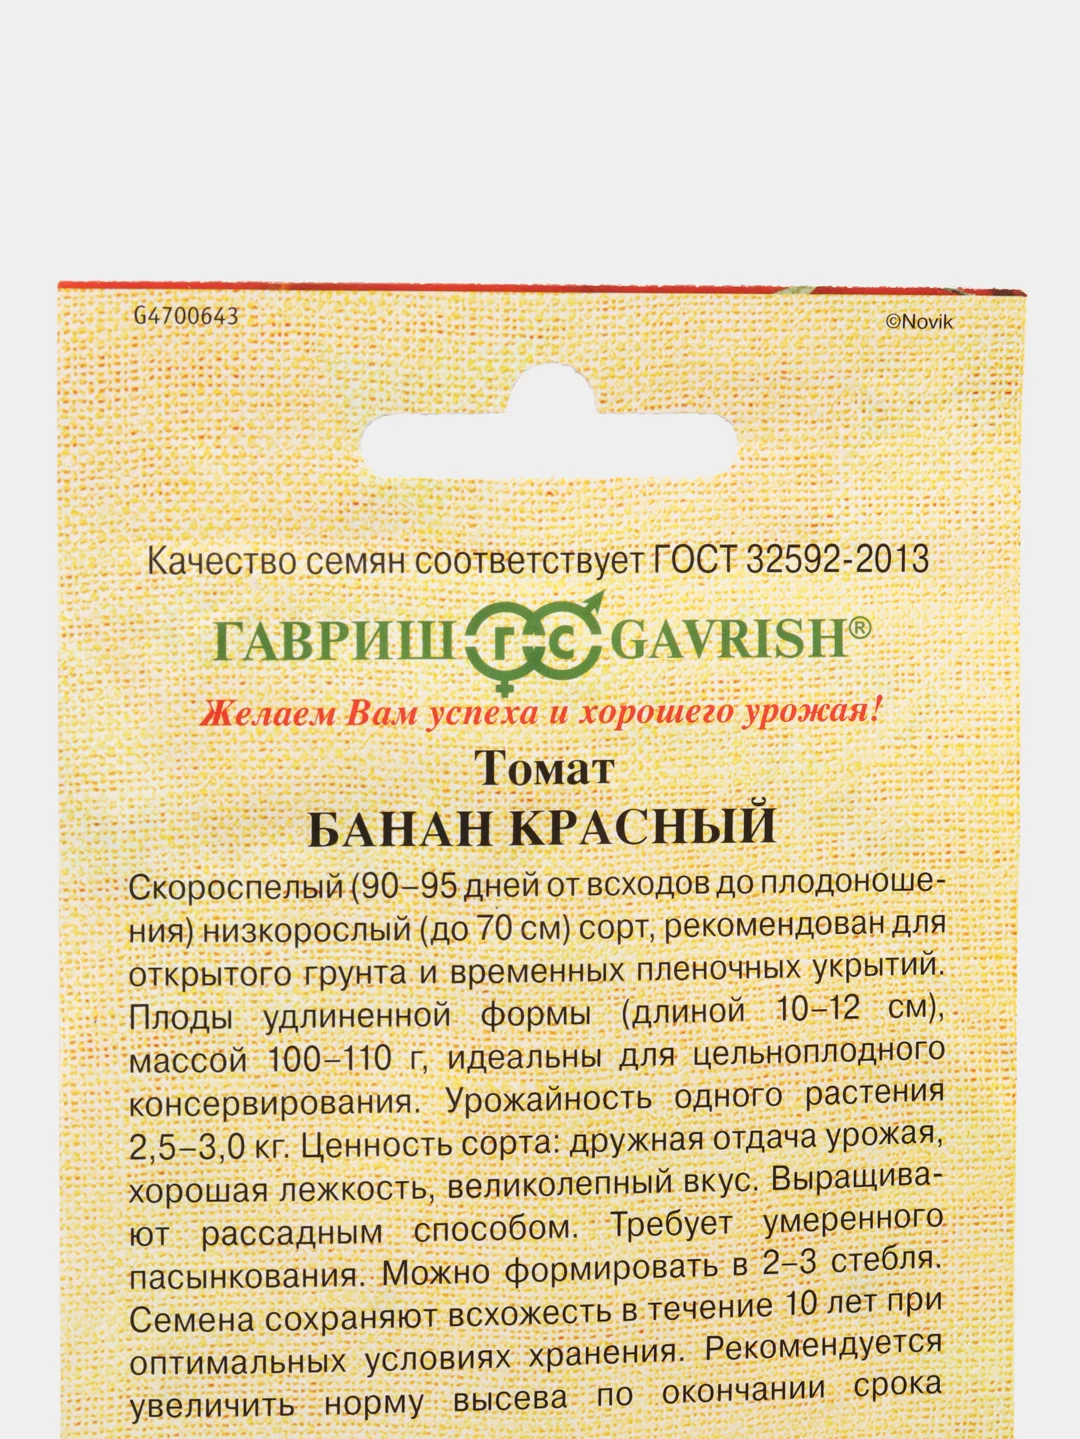 G4700643
©Novik
Качество семян соответствует ГОСТ 32592-2013
ГАВРИШ ГС GAVRISH®
Желаем Вам успеха и хорошего урожая!
Томат
БАНАН КРАСНЫЙ
Скороспелый (90–95 дней от всходов до плодоноше-
ния) низкорослый (до 70 см) сорт, рекомендован для
открытого грунта и временных пленочных укрытий.
Плоды удлиненной формы (длиной 10–12 см),
массой 100–110 г, идеальны для цельноплодного
консервирования. Урожайность одного растения
2,5–3,0 кг. Ценность сорта: дружная отдача урожая,
хорошая лежкость, великолепный вкус. Выращива-
ют рассадным способом. Требует умеренного
пасынкования. Можно формировать в 2–3 стебля.
Семена сохраняют всхожесть в течение 10 лет при
оптимальных условиях хранения. Рекомендуется
увеличить норму высева по окончании срока